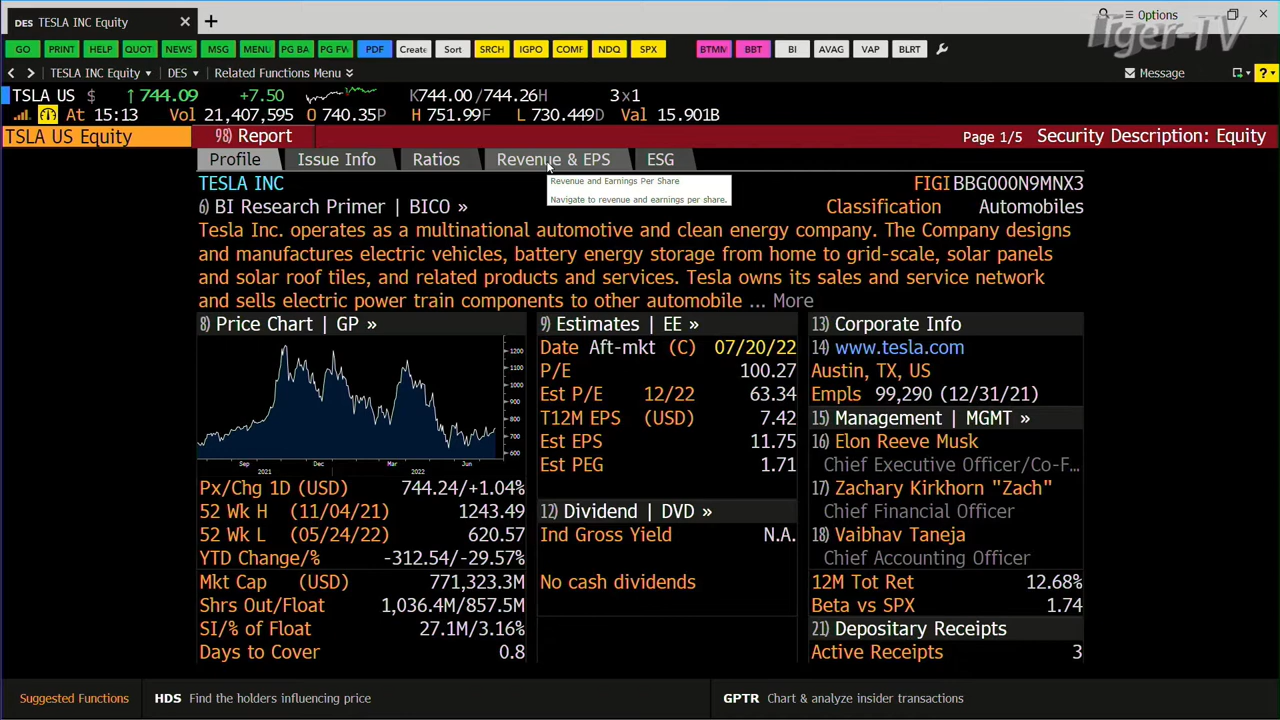 DES TESLA INC Equity
Options
Tiger-TV
GO PRINT HELP QUOT NEWS MSG MENU PG BA PG FW PDF Create Sort SRCH IGPO COMF NDQ SPX BTMM BBT BI AVAG VAP BLRT
TESLA INC Equity DES Related Functions Menu Message ?
TSLA US $ ↑744.09 +7.50 K744.00/744.26H 3x1
At 15:13 Vol 21,407,595 O 740.35P H 751.99F L 730.449D Val 15.901B
TSLA US Equity 98) Report Page 1/5 Security Description: Equity
Profile Issue Info Ratios Revenue & EPS ESG
Revenue and Earnings Per Share
Navigate to revenue and earnings per share.
TESLA INC FIGI BBG000N9MNX3
6) BI Research Primer | BICO » Classification Automobiles
Tesla Inc. operates as a multinational automotive and clean energy company. The Company designs
and manufactures electric vehicles, battery energy storage from home to grid-scale, solar panels
and solar roof tiles, and related products and services. Tesla owns its sales and service network
and sells electric power train components to other automobile ... More
8) Price Chart | GP »
1200
1100
1000
900
800
700
600
Sep Dec Mar Jun
2021 2022
Px/Chg 1D (USD) 744.24/+1.04%
52 Wk H (11/04/21) 1243.49
52 Wk L (05/24/22) 620.57
YTD Change/% -312.54/-29.57%
Mkt Cap (USD) 771,323.3M
Shrs Out/Float 1,036.4M/857.5M
SI/% of Float 27.1M/3.16%
Days to Cover 0.8
9) Estimates | EE »
Date Aft-mkt (C) 07/20/22
P/E 100.27
Est P/E 12/22 63.34
T12M EPS (USD) 7.42
Est EPS 11.75
Est PEG 1.71
12) Dividend | DVD »
Ind Gross Yield N.A.
No cash dividends
13) Corporate Info
14) www.tesla.com
Austin, TX, US
Empls 99,290 (12/31/21)
15) Management | MGMT »
16) Elon Reeve Musk
Chief Executive Officer/Co-F...
17) Zachary Kirkhorn "Zach"
Chief Financial Officer
18) Vaibhav Taneja
Chief Accounting Officer
12M Tot Ret 12.68%
Beta vs SPX 1.74
21) Depositary Receipts
Active Receipts 3
Suggested Functions HDS Find the holders influencing price GPTR Chart & analyze insider transactions